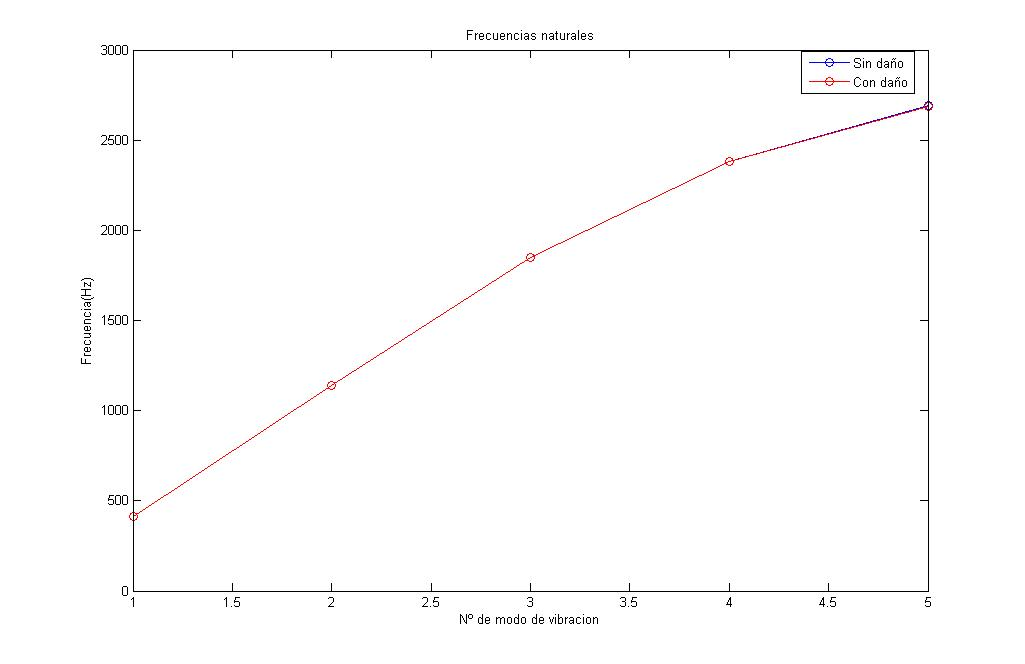 Frecuencias naturales
Sin daño
Con daño
3000
2500
2000
1500
1000
500
0
Frecuencia(Hz)
1 1.5 2 2.5 3 3.5 4 4.5 5
Nº de modo de vibracion